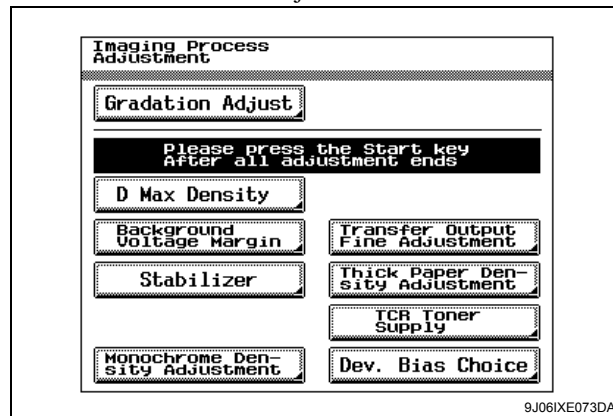 Imaging Process
Adjustment
Gradation Adjust
Please press the Start key
After all adjustment ends
D Max Density
Background
Voltage Margin
Transfer Output
Fine Adjustment
Stabilizer
Thick Paper Den-
sity Adjustment
TCR Toner
Supply
Monochrome Den-
sity Adjustment
Dev. Bias Choice
9J06IXE073DA